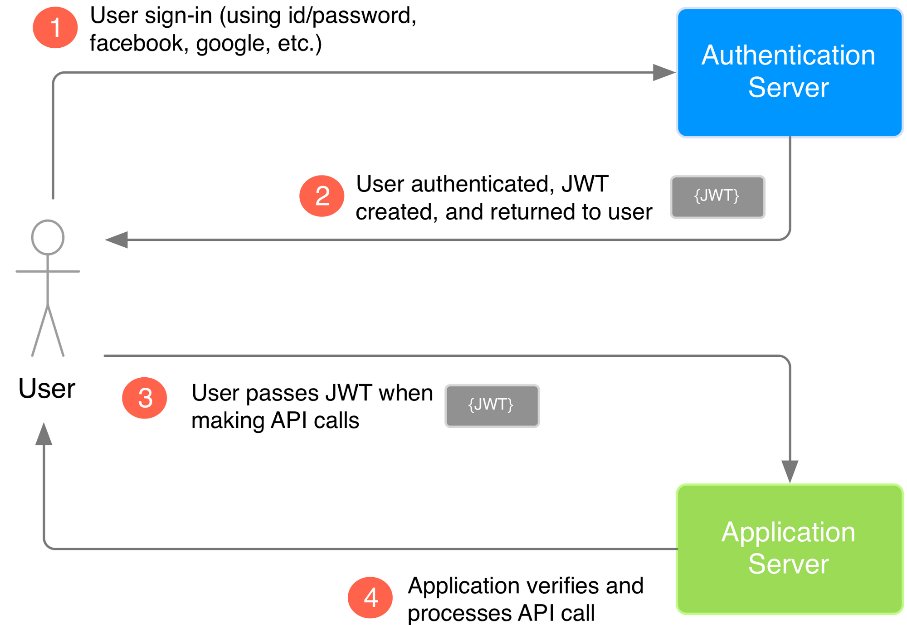 1
User sign-in (using id/password,
facebook, google, etc.)
Authentication
Server
2
User authenticated, JWT
created, and returned to user
{JWT}
User
3
User passes JWT when
making API calls
{JWT}
Application
Server
4
Application verifies and
processes API call